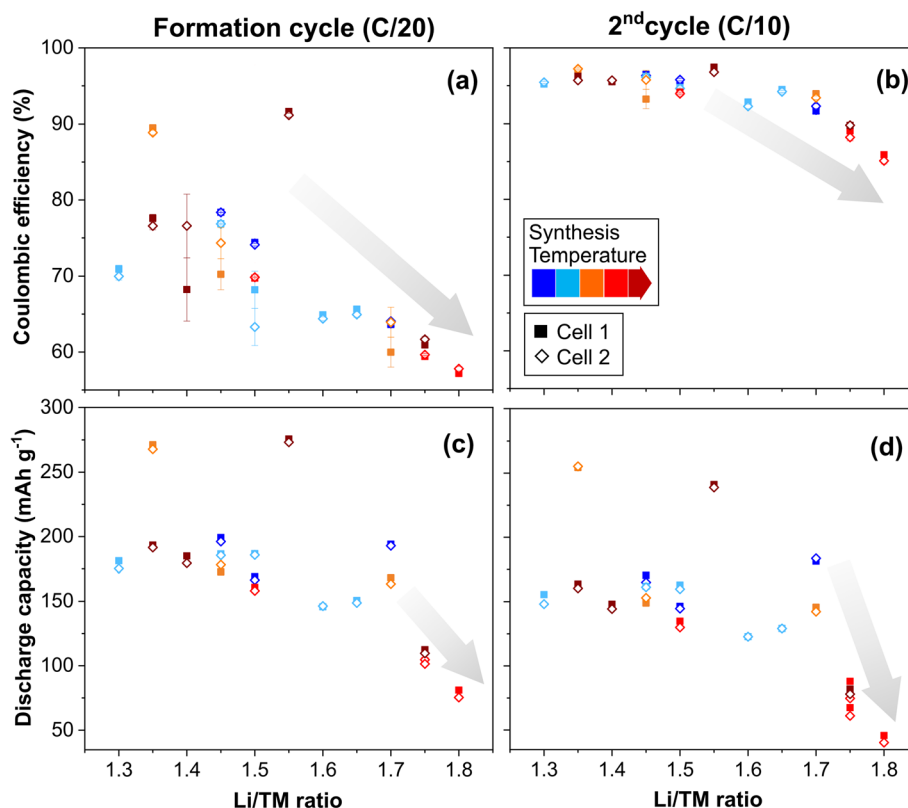 Formation cycle (C/20)
2nd cycle (C/10)
Coulombic efficiency (%)
100
90
80
70
60
(a)
(b)
Synthesis
Temperature
Cell 1
Cell 2
Discharge capacity (mAh g-1)
300
250
200
150
100
50
(c)
(d)
1.3 1.4 1.5 1.6 1.7 1.8
1.3 1.4 1.5 1.6 1.7 1.8
Li/TM ratio
Li/TM ratio